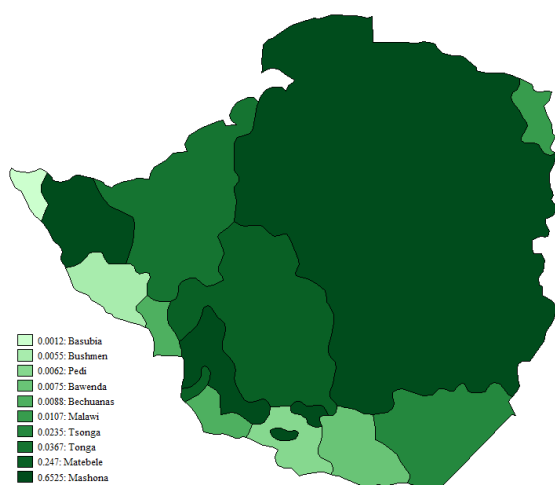 0.0012: Basubia
0.0055: Bushmen
0.0062: Pedi
0.0075: Bawenda
0.0088: Bechuanas
0.0107: Malawi
0.0235: Tsonga
0.0367: Tonga
0.247: Matebele
0.6525: Mashona